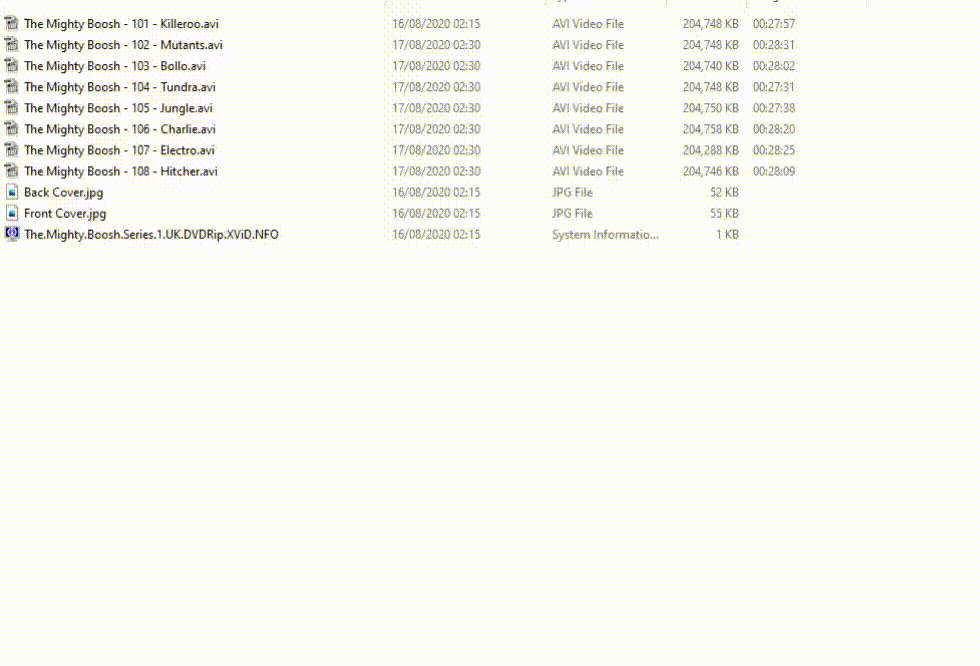 The Mighty Boosh - 101 - Killeroo.avi 16/08/2020 02:15 AVI Video File 204,748 KB 00:27:57
The Mighty Boosh - 102 - Mutants.avi 17/08/2020 02:30 AVI Video File 204,748 KB 00:28:31
The Mighty Boosh - 103 - Bollo.avi 17/08/2020 02:30 AVI Video File 204,740 KB 00:28:02
The Mighty Boosh - 104 - Tundra.avi 17/08/2020 02:30 AVI Video File 204,748 KB 00:27:31
The Mighty Boosh - 105 - Jungle.avi 17/08/2020 02:30 AVI Video File 204,750 KB 00:27:38
The Mighty Boosh - 106 - Charlie.avi 17/08/2020 02:30 AVI Video File 204,758 KB 00:28:20
The Mighty Boosh - 107 - Electro.avi 17/08/2020 02:30 AVI Video File 204,288 KB 00:28:25
The Mighty Boosh - 108 - Hitcher.avi 17/08/2020 02:30 AVI Video File 204,746 KB 00:28:09
Back Cover.jpg 16/08/2020 02:15 JPG File 52 KB
Front Cover.jpg 16/08/2020 02:15 JPG File 55 KB
The.Mighty.Boosh.Series.1.UK.DVDRip.XViD.NFO 16/08/2020 02:15 System Informatio... 1 KB